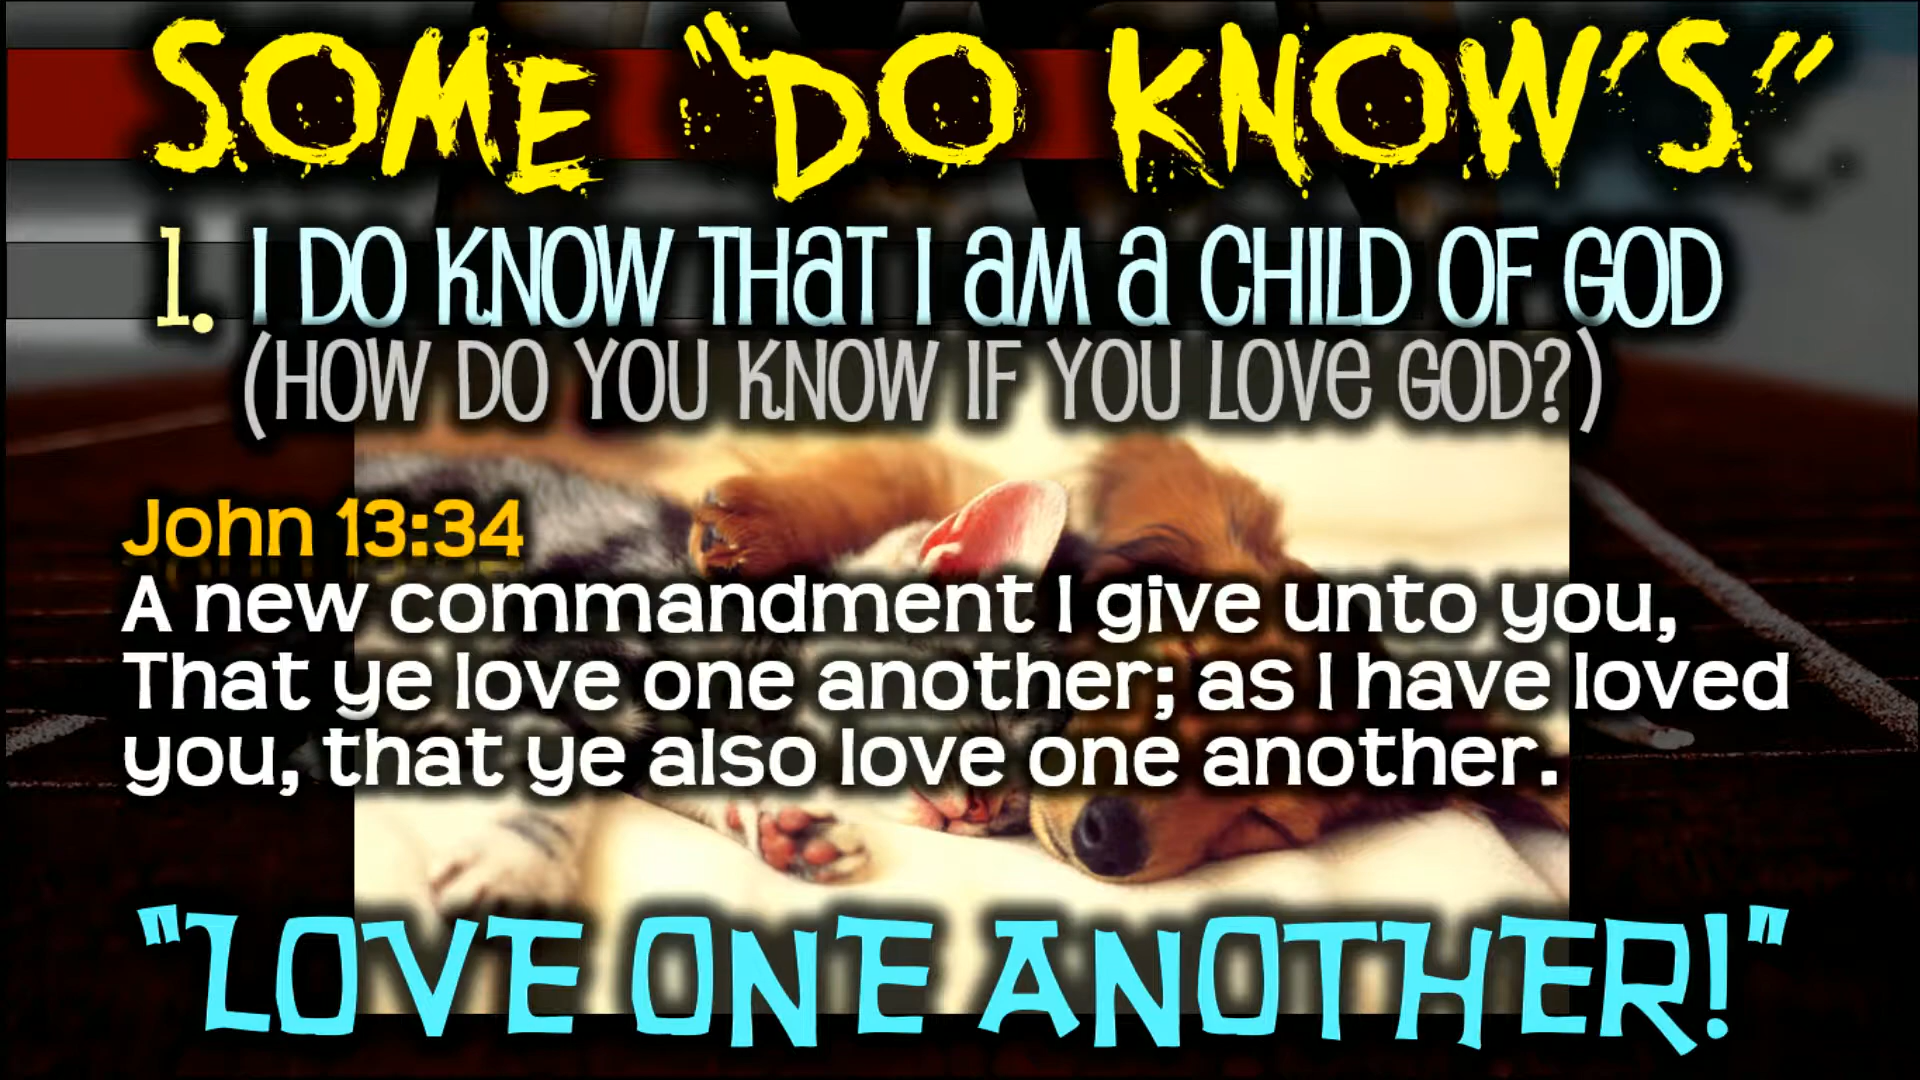 SOME "DO KNOW'S"
1. I DO KNOW THAT I AM A CHILD OF GOD
(HOW DO YOU KNOW IF YOU LOVE GOD?)
John 13:34
A new commandment I give unto you,
That ye love one another; as I have loved
you, that ye also love one another.
"LOVE ONE ANOTHER!"